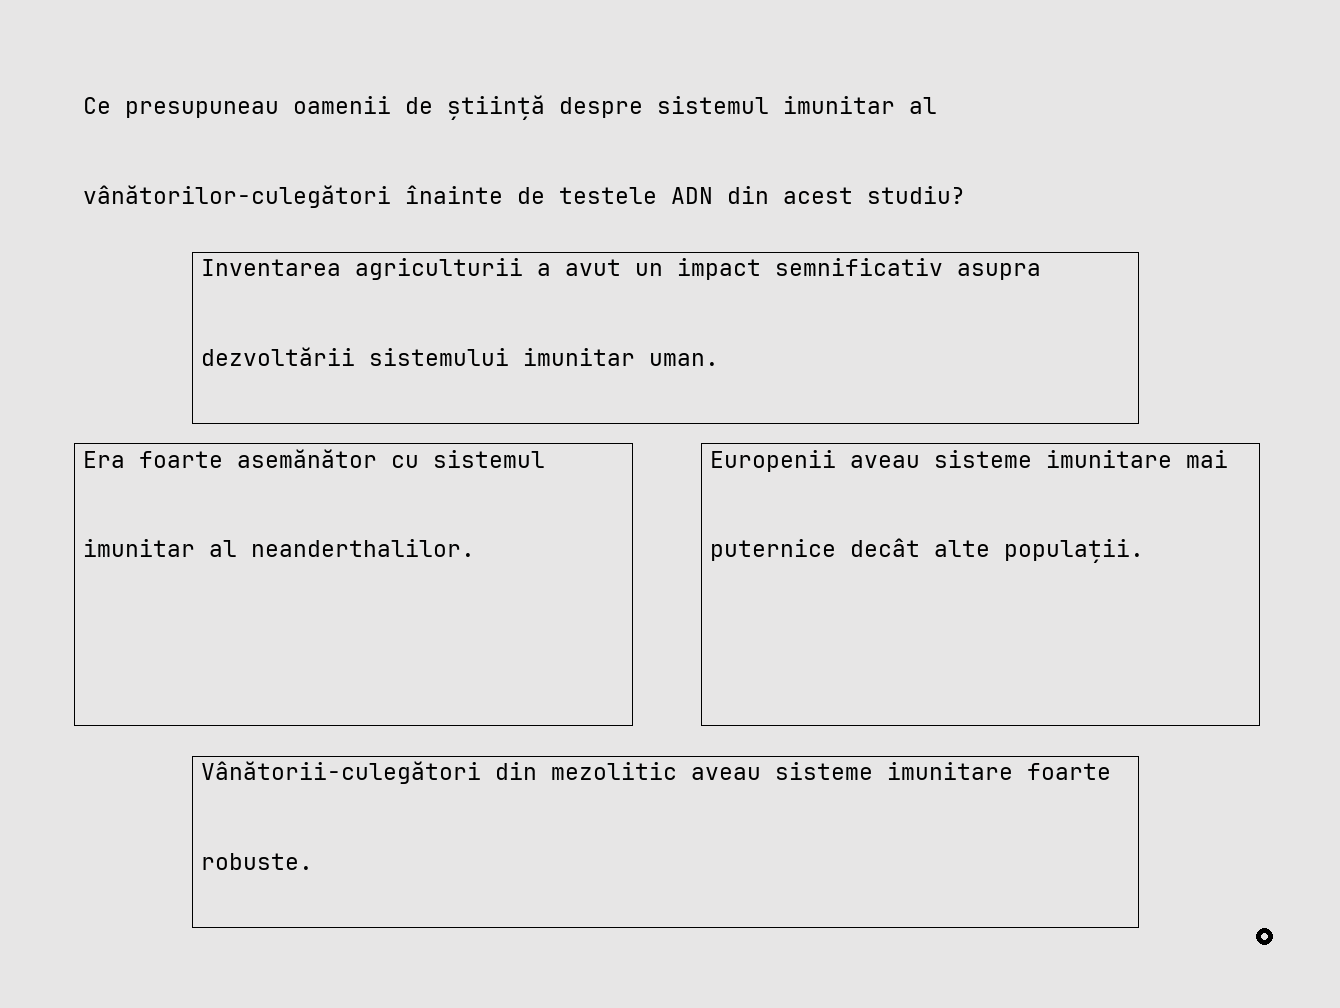 Ce presupuneau oamenii de știință despre sistemul imunitar al
vânătorilor-culegători înainte de testele ADN din acest studiu?
Inventarea agriculturii a avut un impact semnificativ asupra
dezvoltării sistemului imunitar uman.
Era foarte asemănător cu sistemul
imunitar al neanderthalilor.
Europenii aveau sisteme imunitare mai
puternice decât alte populații.
Vânătorii-culegători din mezolitic aveau sisteme imunitare foarte
robuste.